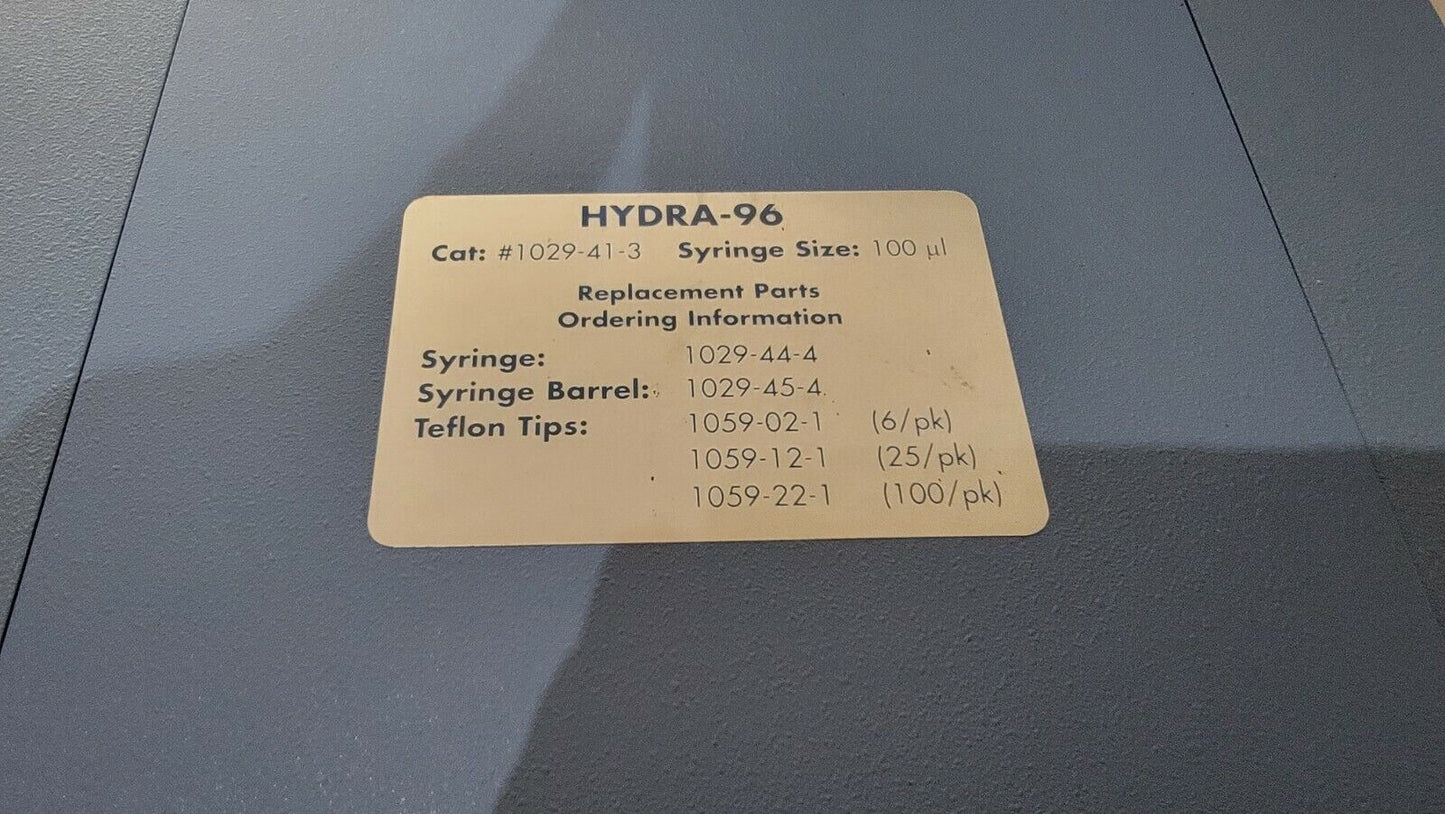 HYDRA-96
Cat: #1029-41-3 Syringe Size: 100 µl
Replacement Parts
Ordering Information
Syringe: 1029-44-4
Syringe Barrel: 1029-45-4
Teflon Tips: 1059-02-1 (6/pk)
1059-12-1 (25/pk)
1059-22-1 (100/pk)